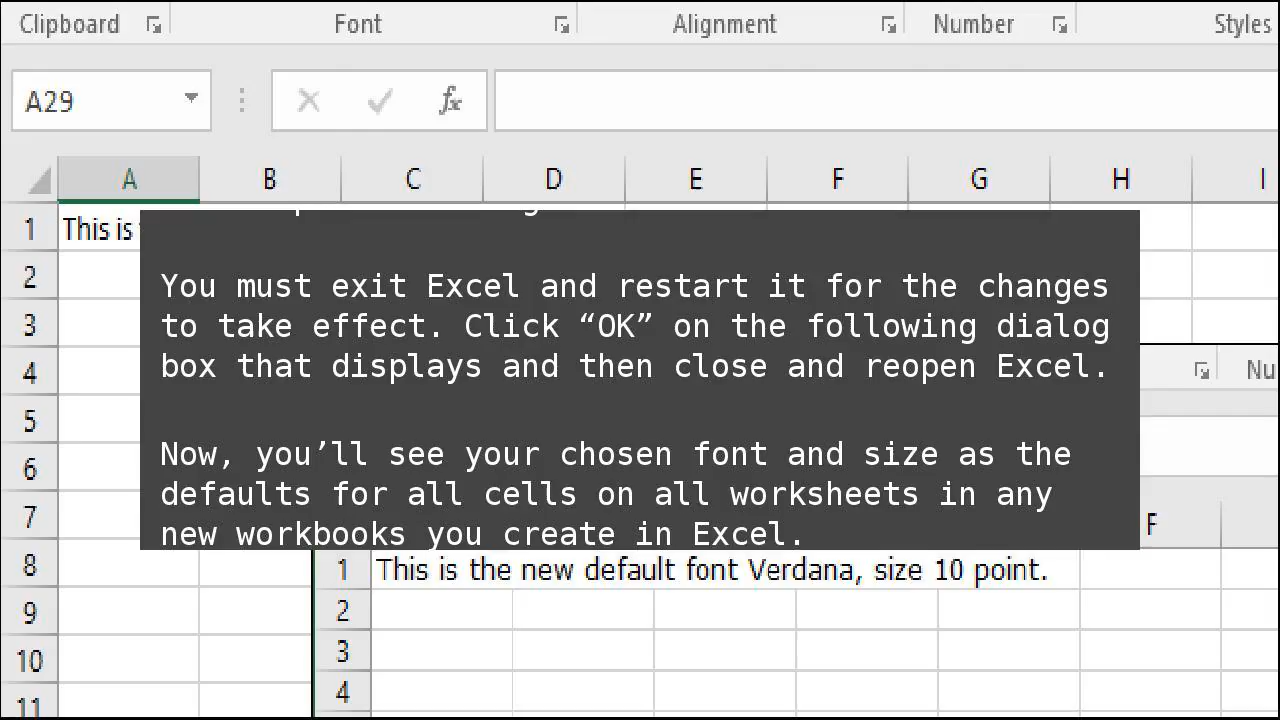 Clipboard Font Alignment Number Styles
A29 fx
A B C D E F G H I
1 This is
You must exit Excel and restart it for the changes
to take effect. Click “OK” on the following dialog
box that displays and then close and reopen Excel.
Now, you’ll see your chosen font and size as the
defaults for all cells on all worksheets in any
new workbooks you create in Excel.
2
3
4
5
6
7
8
9
10
11
Nu
F
1 This is the new default font Verdana, size 10 point.
2
3
4